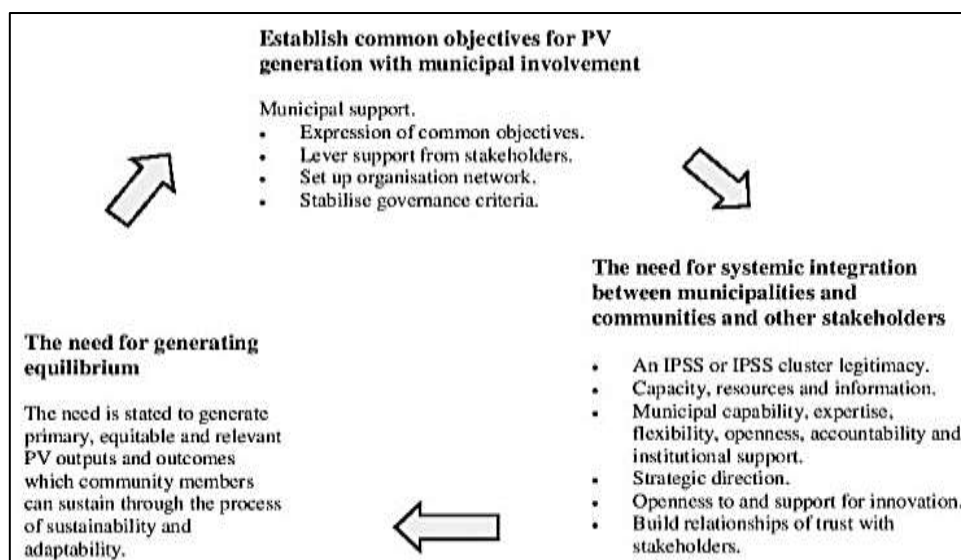 Establish common objectives for PV
generation with municipal involvement
Municipal support.
• Expression of common objectives.
• Lever support from stakeholders.
• Set up organisation network.
• Stabilise governance criteria.
The need for systemic integration
between municipalities and
communities and other stakeholders
• An IPSS or IPSS cluster legitimacy.
• Capacity, resources and information.
• Municipal capability, expertise,
flexibility, openness, accountability and
institutional support.
• Strategic direction.
• Openness to and support for innovation.
• Build relationships of trust with
stakeholders.
The need for generating
equilibrium
The need is stated to generate
primary, equitable and relevant
PV outputs and outcomes
which community members
can sustain through the process
of sustainability and
adaptability.